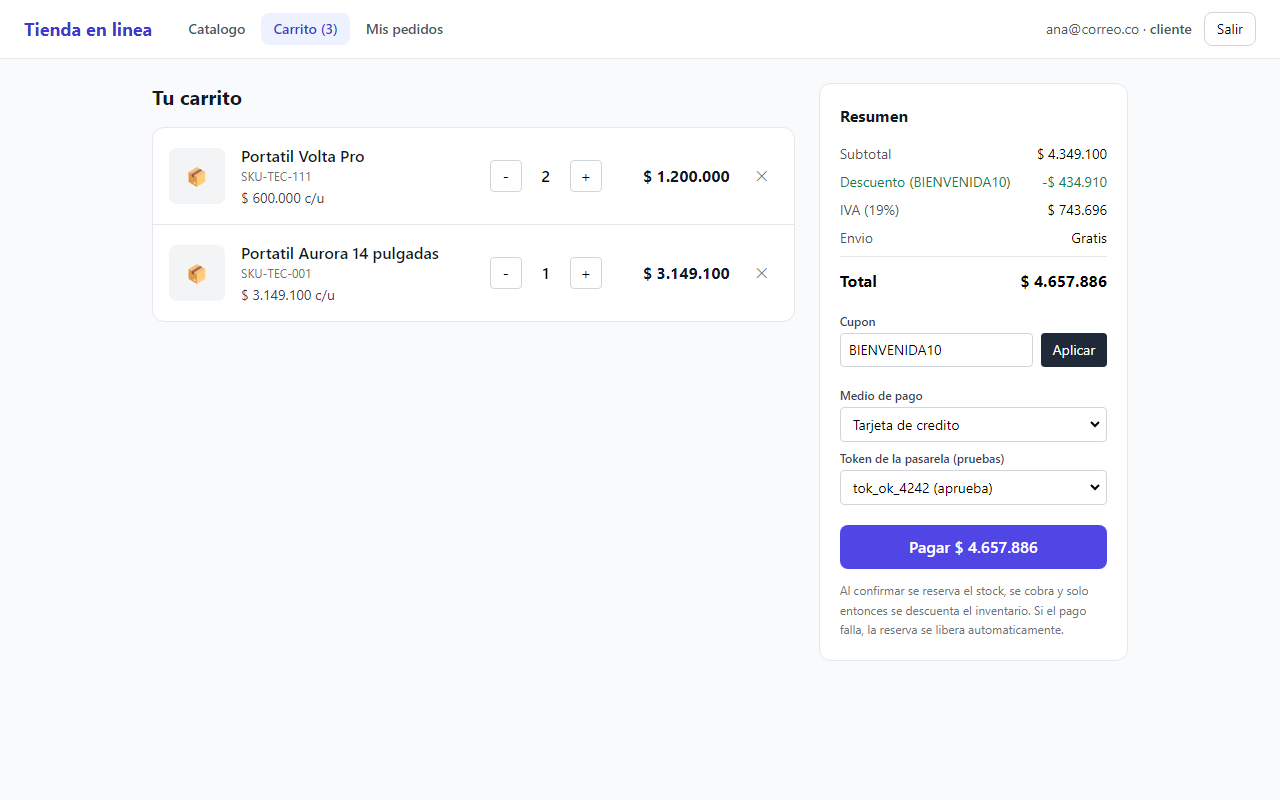 Tienda en linea
Catalogo
Carrito (3)
Mis pedidos
ana@correo.co · cliente
Salir
Tu carrito
Portatil Volta Pro
SKU-TEC-111
$ 600.000 c/u
-
2
+
$ 1.200.000
×
Portatil Aurora 14 pulgadas
SKU-TEC-001
$ 3.149.100 c/u
-
1
+
$ 3.149.100
×
Resumen
Subtotal $ 4.349.100
Descuento (BIENVENIDA10) -$ 434.910
IVA (19%) $ 743.696
Envio Gratis
Total $ 4.657.886
Cupon
BIENVENIDA10
Aplicar
Medio de pago
Tarjeta de credito
Token de la pasarela (pruebas)
tok_ok_4242 (aprueba)
Pagar $ 4.657.886
Al confirmar se reserva el stock, se cobra y solo
entonces se descuenta el inventario. Si el pago
falla, la reserva se libera automaticamente.